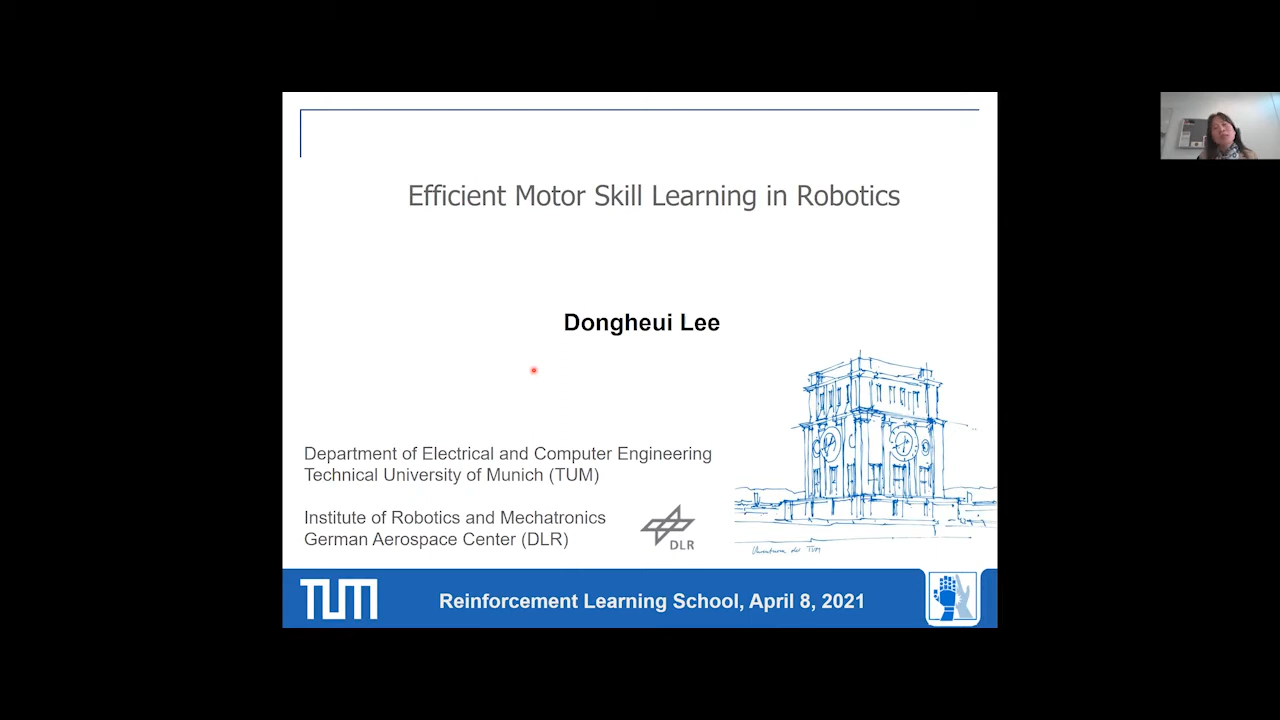 Efficient Motor Skill Learning in Robotics
Dongheui Lee
Department of Electrical and Computer Engineering
Technical University of Munich (TUM)
Institute of Robotics and Mechatronics
German Aerospace Center (DLR)
DLR
TUM
Reinforcement Learning School, April 8, 2021